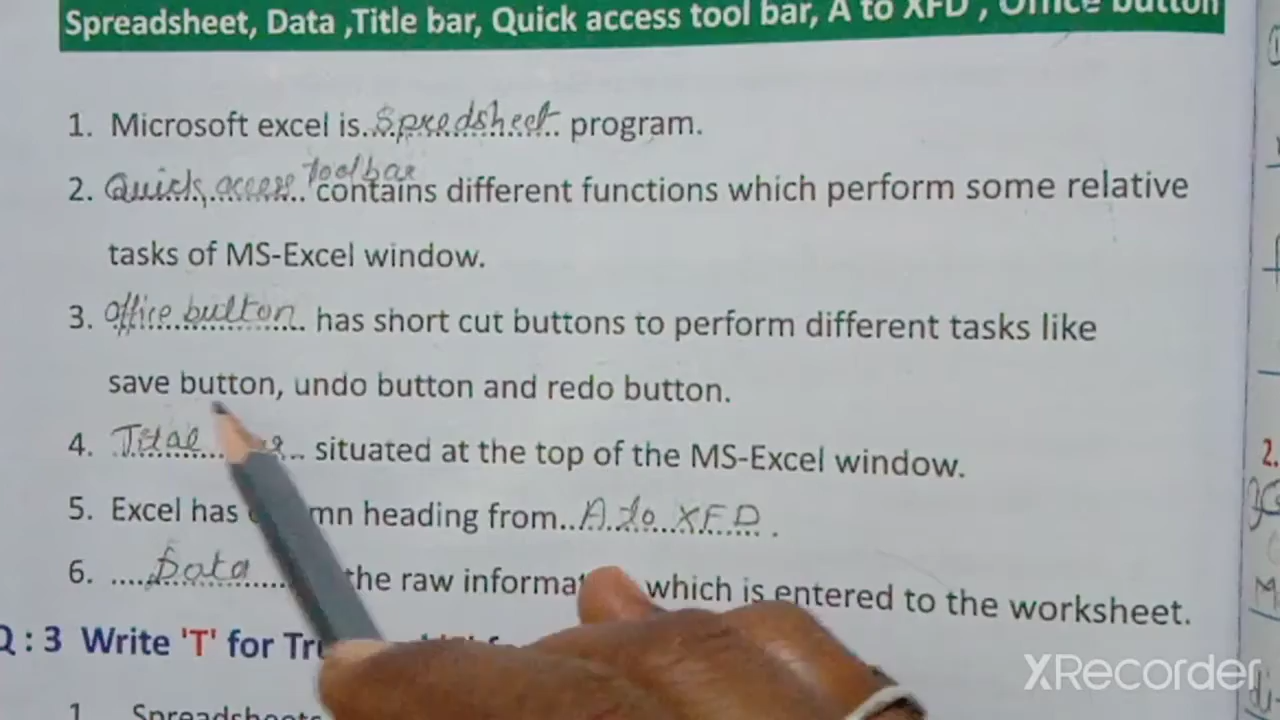 Spreadsheet, Data ,Title bar, Quick access tool bar, A to XFD , Office button
1. Microsoft excel is..Spredsheet.. program.
2. Quick access toolbar contains different functions which perform some relative
tasks of MS-Excel window.
3. Office button has short cut buttons to perform different tasks like
save button, undo button and redo button.
4. Tital situated at the top of the MS-Excel window.
5. Excel has heading from..A to XFD .
6. ....Data.... the raw which is entered to the worksheet.
Q : 3 Write 'T' for
1. Spreadsheets
2.
XRecorder